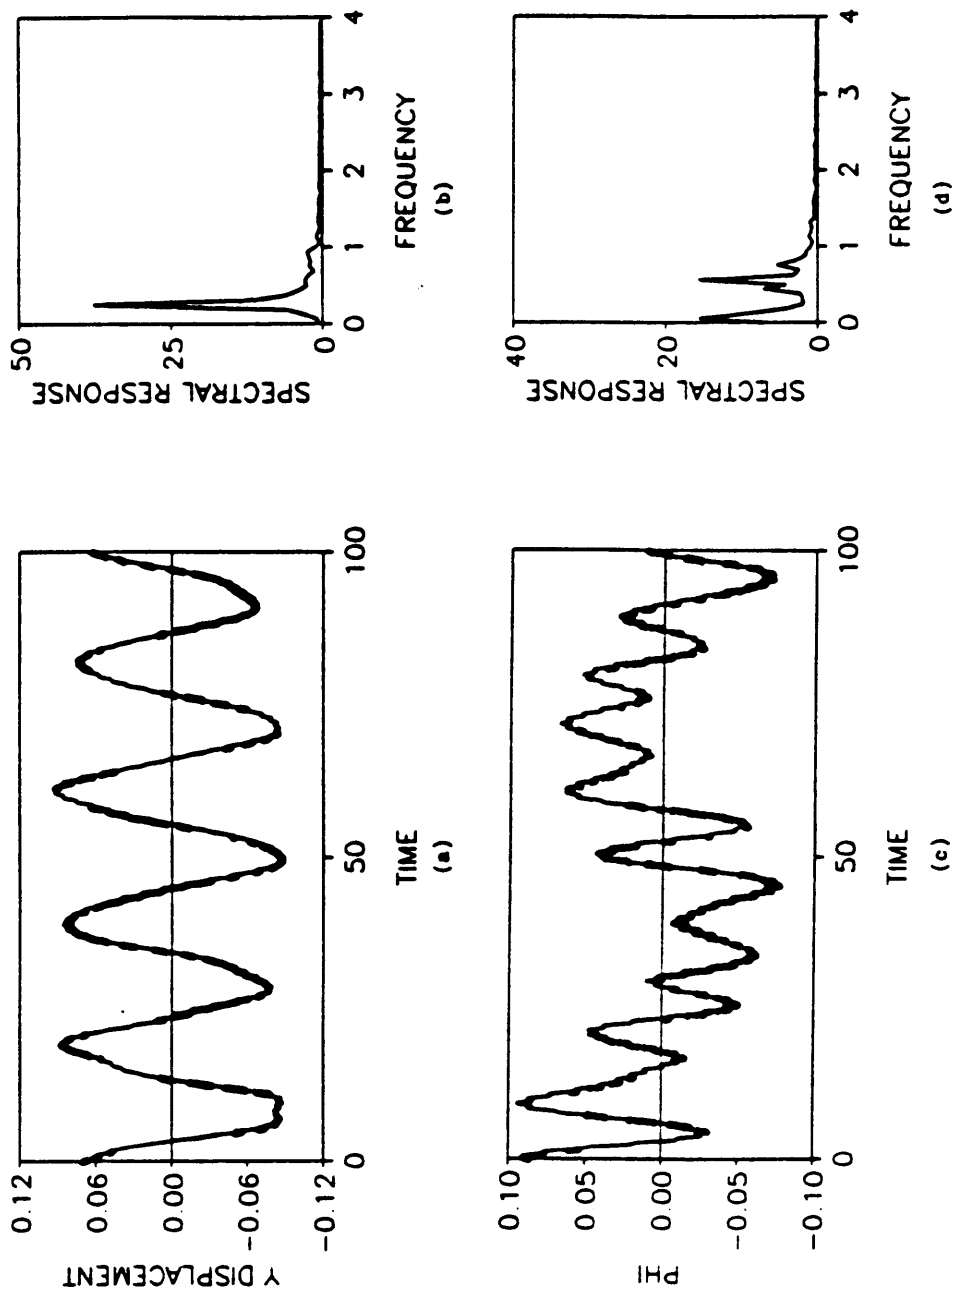 Y DISPLACEMENT
0.12
0.06
0.00
-0.06
-0.12
0
50
100
TIME
(a)
SPECTRAL RESPONSE
50
25
0
0
1
2
3
4
FREQUENCY
(b)
PHI
0.10
0.05
0.00
-0.05
-0.10
0
50
100
TIME
(c)
SPECTRAL RESPONSE
40
20
0
0
1
2
3
4
FREQUENCY
(d)